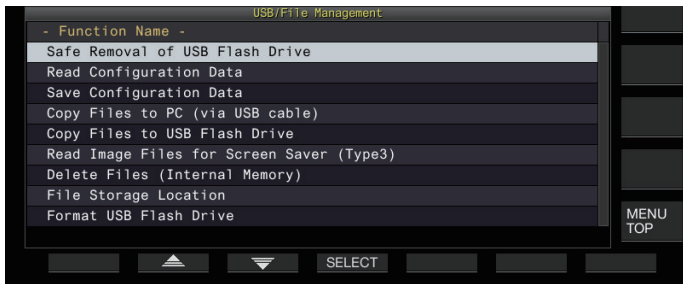 USB/File Management
- Function Name -
Safe Removal of USB Flash Drive
Read Configuration Data
Save Configuration Data
Copy Files to PC (via USB cable)
Copy Files to USB Flash Drive
Read Image Files for Screen Saver (Type3)
Delete Files (Internal Memory)
File Storage Location
Format USB Flash Drive
MENU
TOP
SELECT